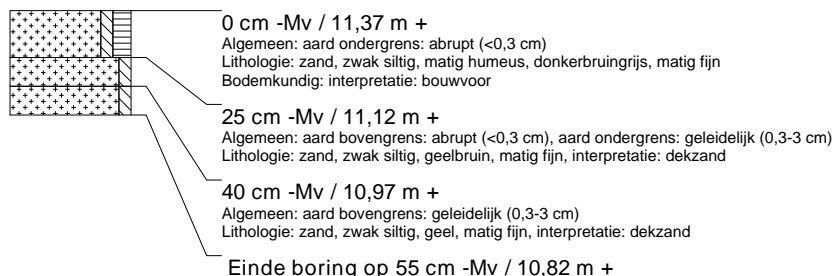 0 cm -Mv / 11,37 m +
Algemeen: aard ondergrens: abrupt (<0,3 cm)
Lithologie: zand, zwak siltig, matig humeus, donkerbruingrijs, matig fijn
Bodemkundig: interpretatie: bouwvoor
25 cm -Mv / 11,12 m +
Algemeen: aard bovengrens: abrupt (<0,3 cm), aard ondergrens: geleidelijk (0,3-3 cm)
Lithologie: zand, zwak siltig, geelbruin, matig fijn, interpretatie: dekzand
40 cm -Mv / 10,97 m +
Algemeen: aard bovengrens: geleidelijk (0,3-3 cm)
Lithologie: zand, zwak siltig, geel, matig fijn, interpretatie: dekzand
Einde boring op 55 cm -Mv / 10,82 m +